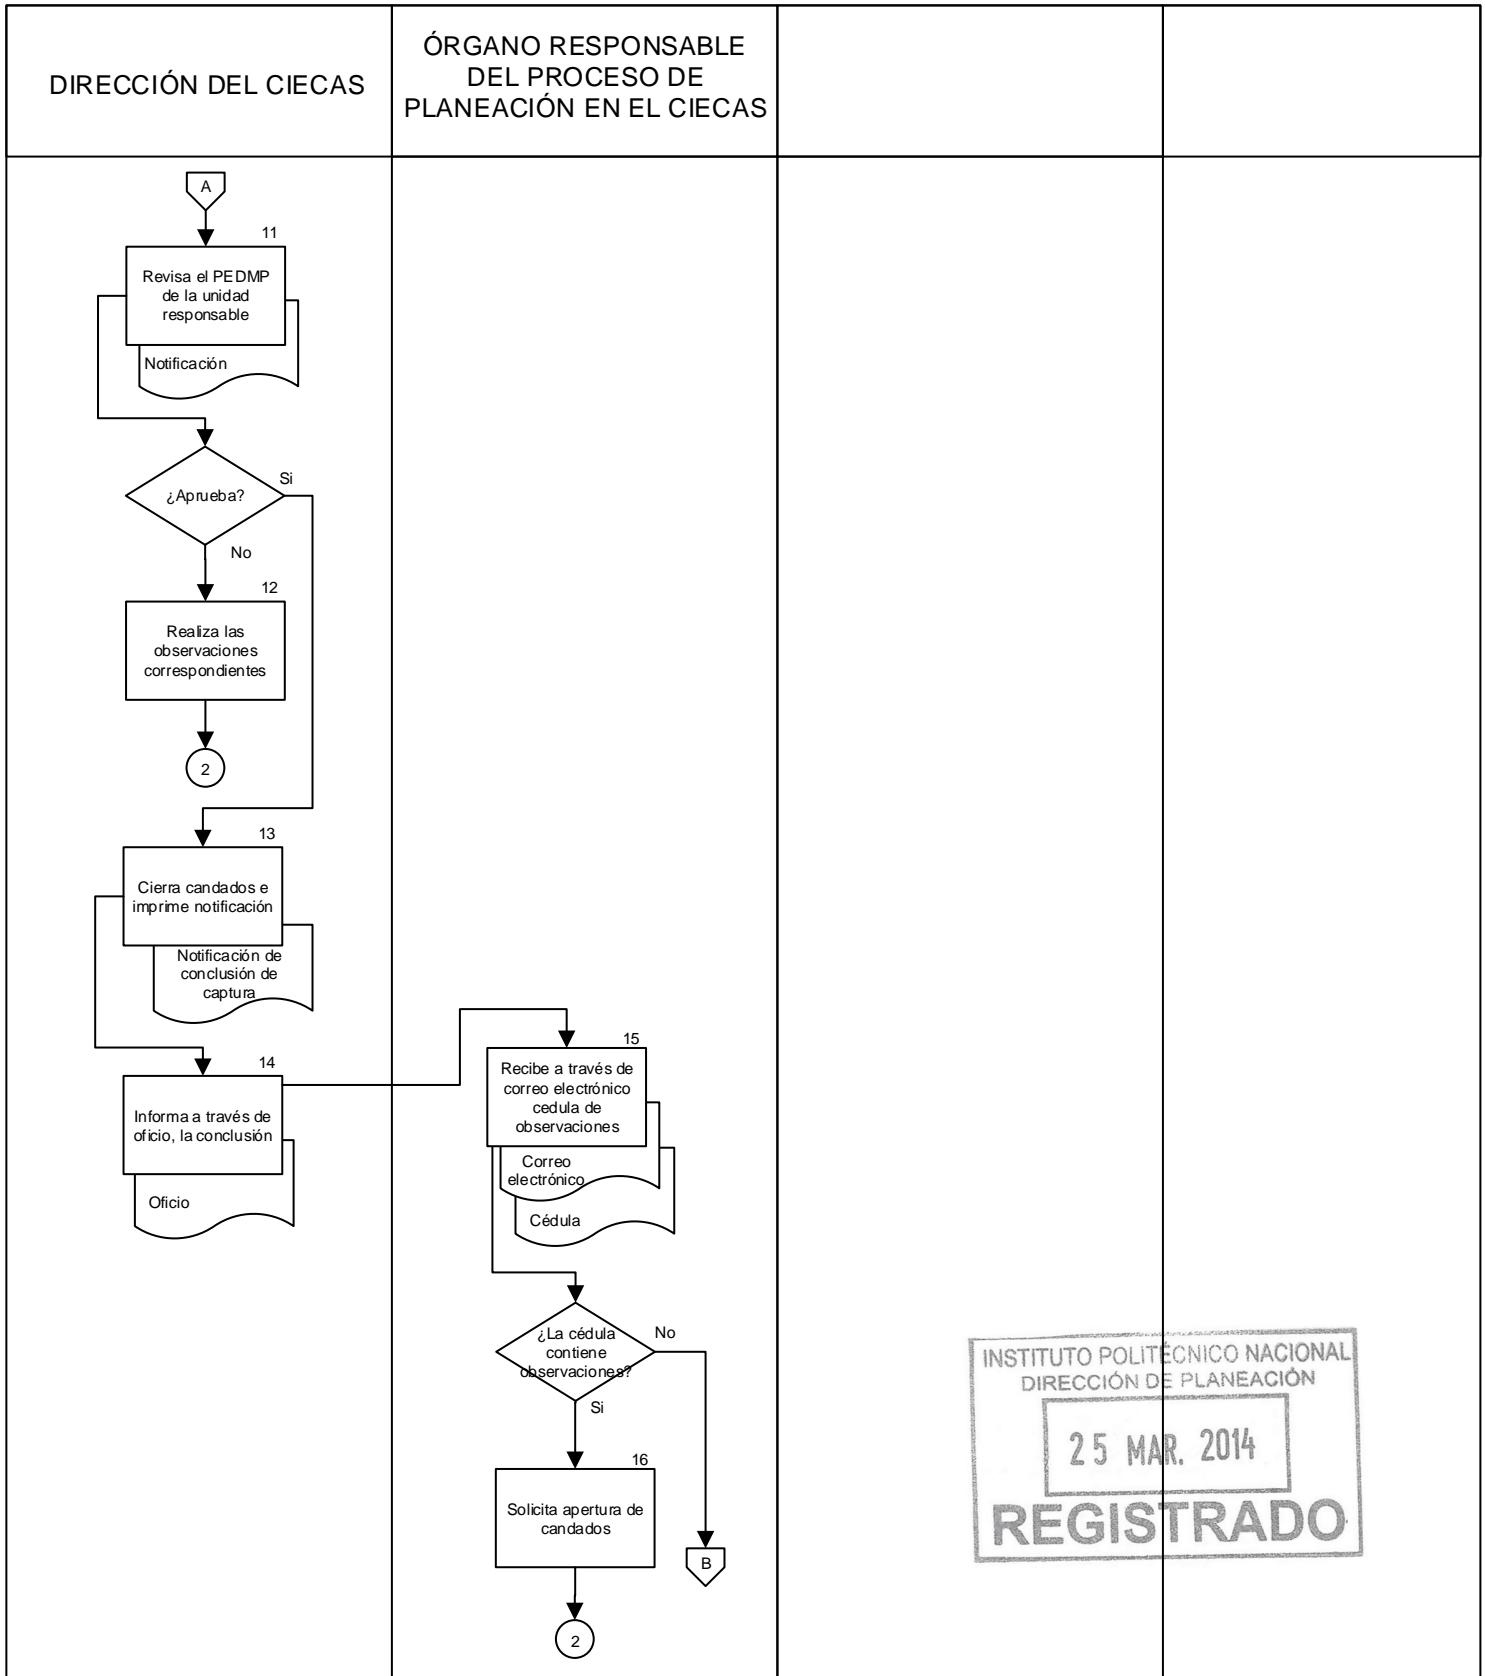 DIRECCIÓN DEL CIECAS
ÓRGANO RESPONSABLE
DEL PROCESO DE
PLANEACIÓN EN EL CIECAS
A
11
Revisa el PEDMP
de la unidad
responsable
Notificación
¿Aprueba?
Si
No
12
Realiza las
observaciones
correspondientes
2
13
Cierra candados e
imprime notificación
Notificación de
conclusión de
captura
14
Informa a través de
oficio, la conclusión
Oficio
15
Recibe a través de
correo electrónico
cedula de
observaciones
Correo
electrónico
Cédula
¿La cédula
contiene
observaciones?
No
Si
16
Solicita apertura de
candados
B
2
INSTITUTO POLITÉCNICO NACIONAL
DIRECCIÓN DE PLANEACIÓN
25 MAR. 2014
REGISTRADO